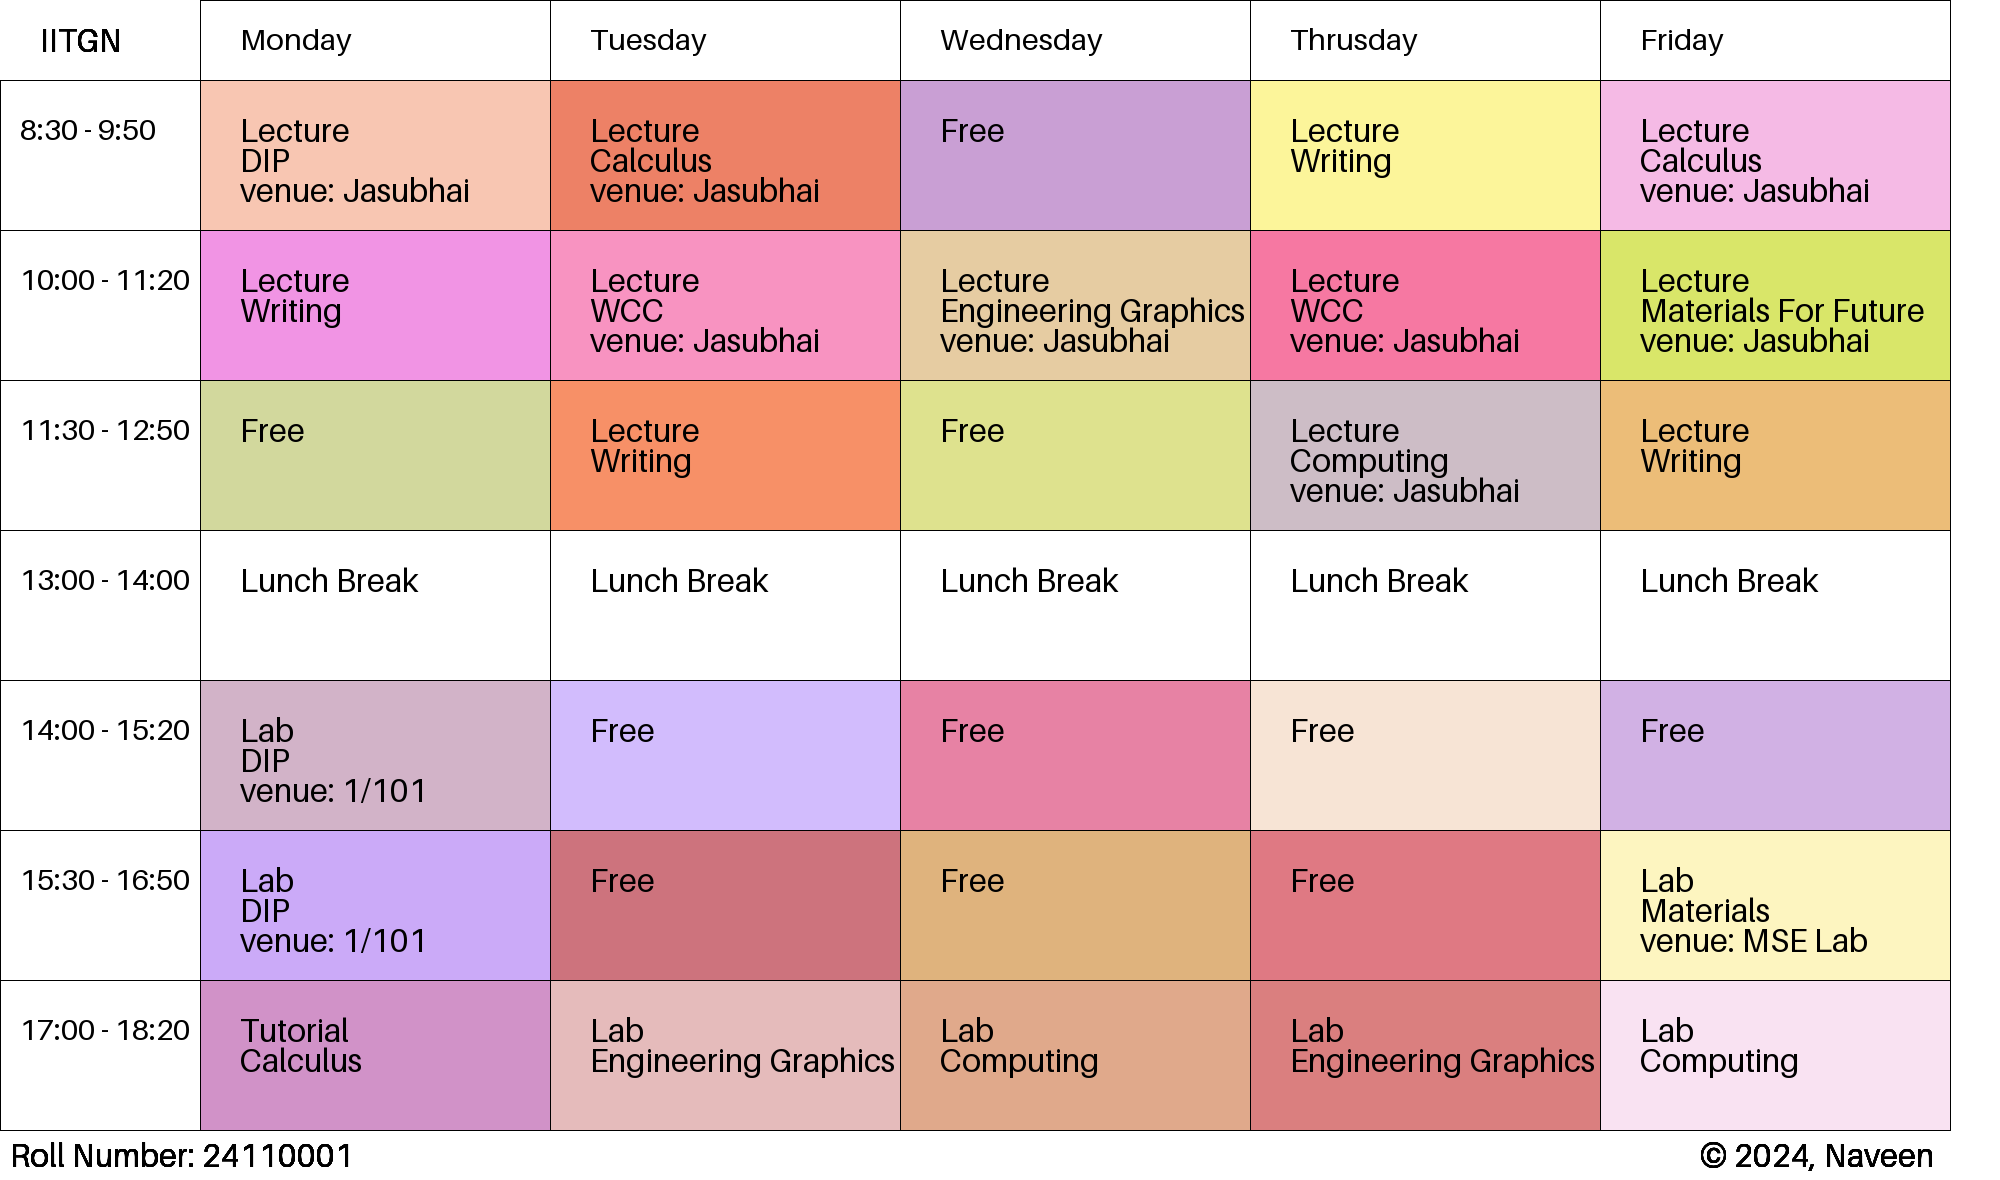 IITGN
Monday
Tuesday
Wednesday
Thrusday
Friday
8:30 - 9:50
Lecture
DIP
venue: Jasubhai
Lecture
Calculus
venue: Jasubhai
Free
Lecture
Writing
Lecture
Calculus
venue: Jasubhai
10:00 - 11:20
Lecture
Writing
Lecture
WCC
venue: Jasubhai
Lecture
Engineering Graphics
venue: Jasubhai
Lecture
WCC
venue: Jasubhai
Lecture
Materials For Future
venue: Jasubhai
11:30 - 12:50
Free
Lecture
Writing
Free
Lecture
Computing
venue: Jasubhai
Lecture
Writing
13:00 - 14:00
Lunch Break
Lunch Break
Lunch Break
Lunch Break
Lunch Break
14:00 - 15:20
Lab
DIP
venue: 1/101
Free
Free
Free
Free
15:30 - 16:50
Lab
DIP
venue: 1/101
Free
Free
Free
Lab
Materials
venue: MSE Lab
17:00 - 18:20
Tutorial
Calculus
Lab
Engineering Graphics
Lab
Computing
Lab
Engineering Graphics
Lab
Computing
Roll Number: 24110001
© 2024, Naveen